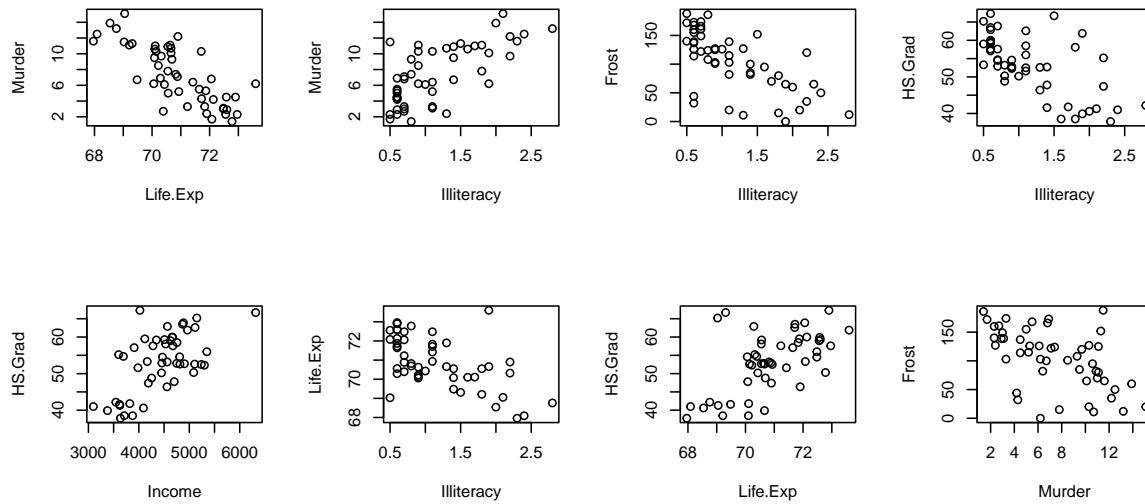 Murder
2 6 10
68 70 72
Life.Exp
Murder
2 6 10
0.5 1.5 2.5
Illiteracy
Frost
0 50 150
0.5 1.5 2.5
Illiteracy
HS.Grad
40 50 60
0.5 1.5 2.5
Illiteracy
HS.Grad
40 50 60
3000 4000 5000 6000
Income
Life.Exp
68 70 72
0.5 1.5 2.5
Illiteracy
HS.Grad
40 50 60
68 70 72
Life.Exp
Frost
0 50 150
2 4 6 8 12
Murder